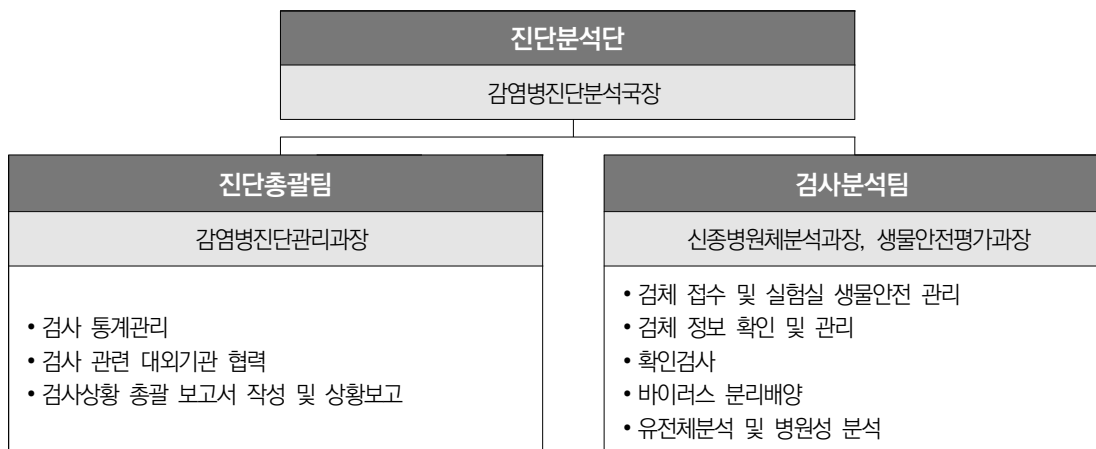 진단분석단
감염병진단분석국장
진단총괄팀
감염병진단관리과장
• 검사 통계관리
• 검사 관련 대외기관 협력
• 검사상황 총괄 보고서 작성 및 상황보고
검사분석팀
신종병원체분석과장, 생물안전평가과장
• 검체 접수 및 실험실 생물안전 관리
• 검체 정보 확인 및 관리
• 확인검사
• 바이러스 분리배양
• 유전체분석 및 병원성 분석